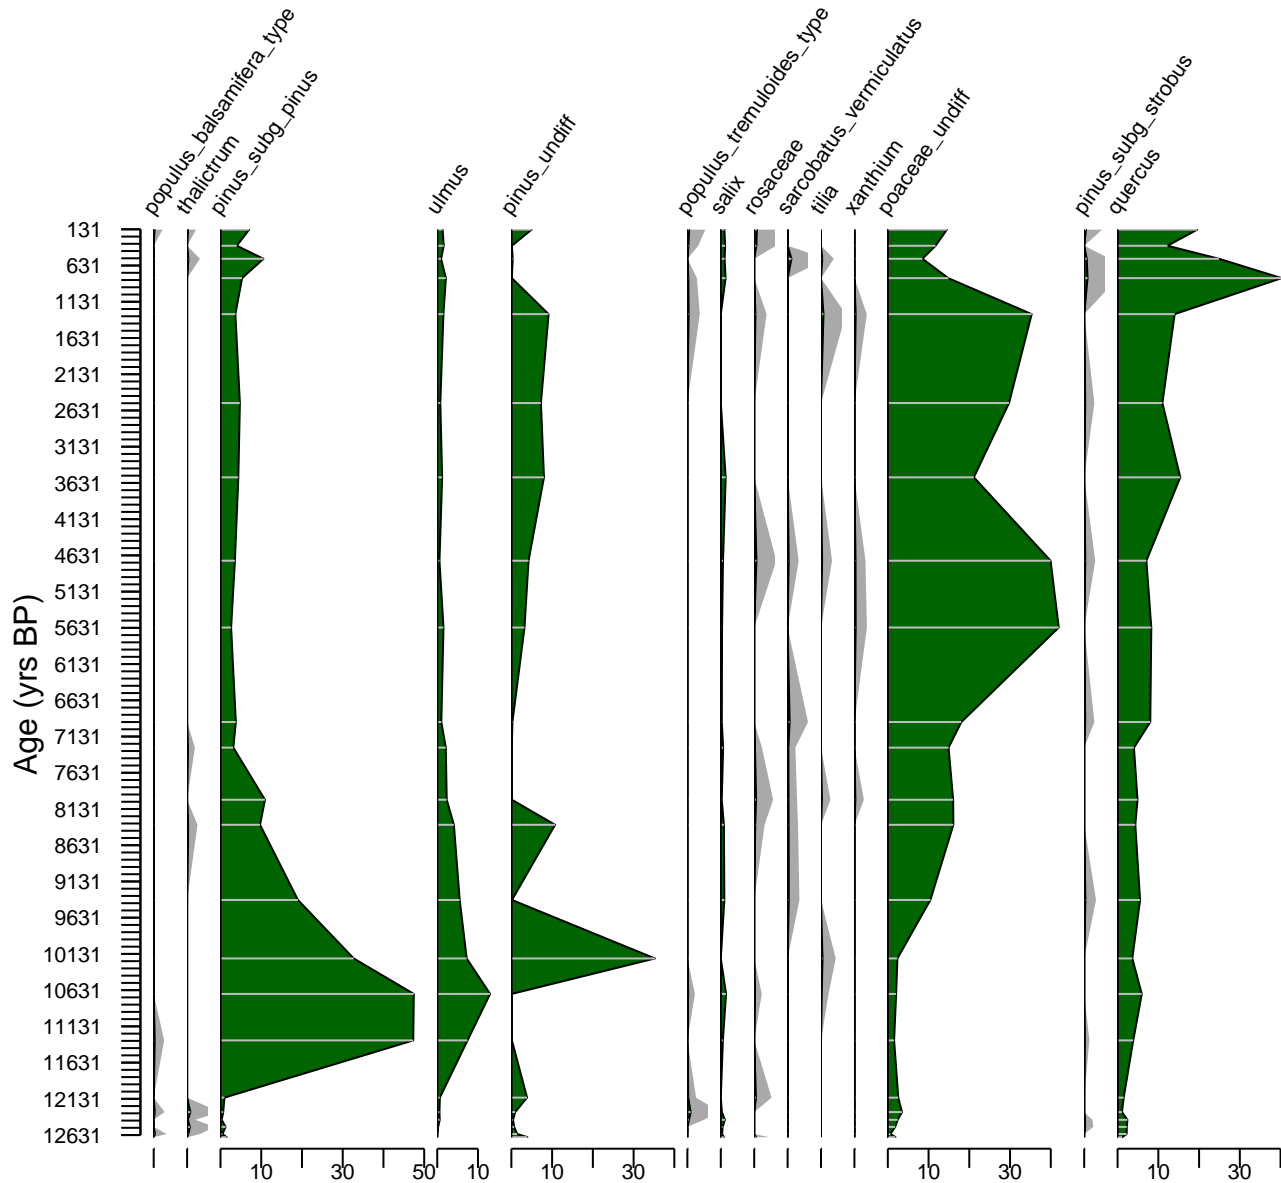 populus_balsamifera_type
thalictrum
pinus_subg_pinus
ulmus
pinus_undiff
populus_tremuloides_type
salix
rosaceae
sarcobatus_vermiculatus
tilia
xanthium
poaceae_undiff
pinus_subg_strobus
quercus
Age (yrs BP)
131
631
1131
1631
2131
2631
3131
3631
4131
4631
5131
5631
6131
6631
7131
7631
8131
8631
9131
9631
10131
10631
11131
11631
12131
12631
10 30 50 10 10 30 10 30 10 30